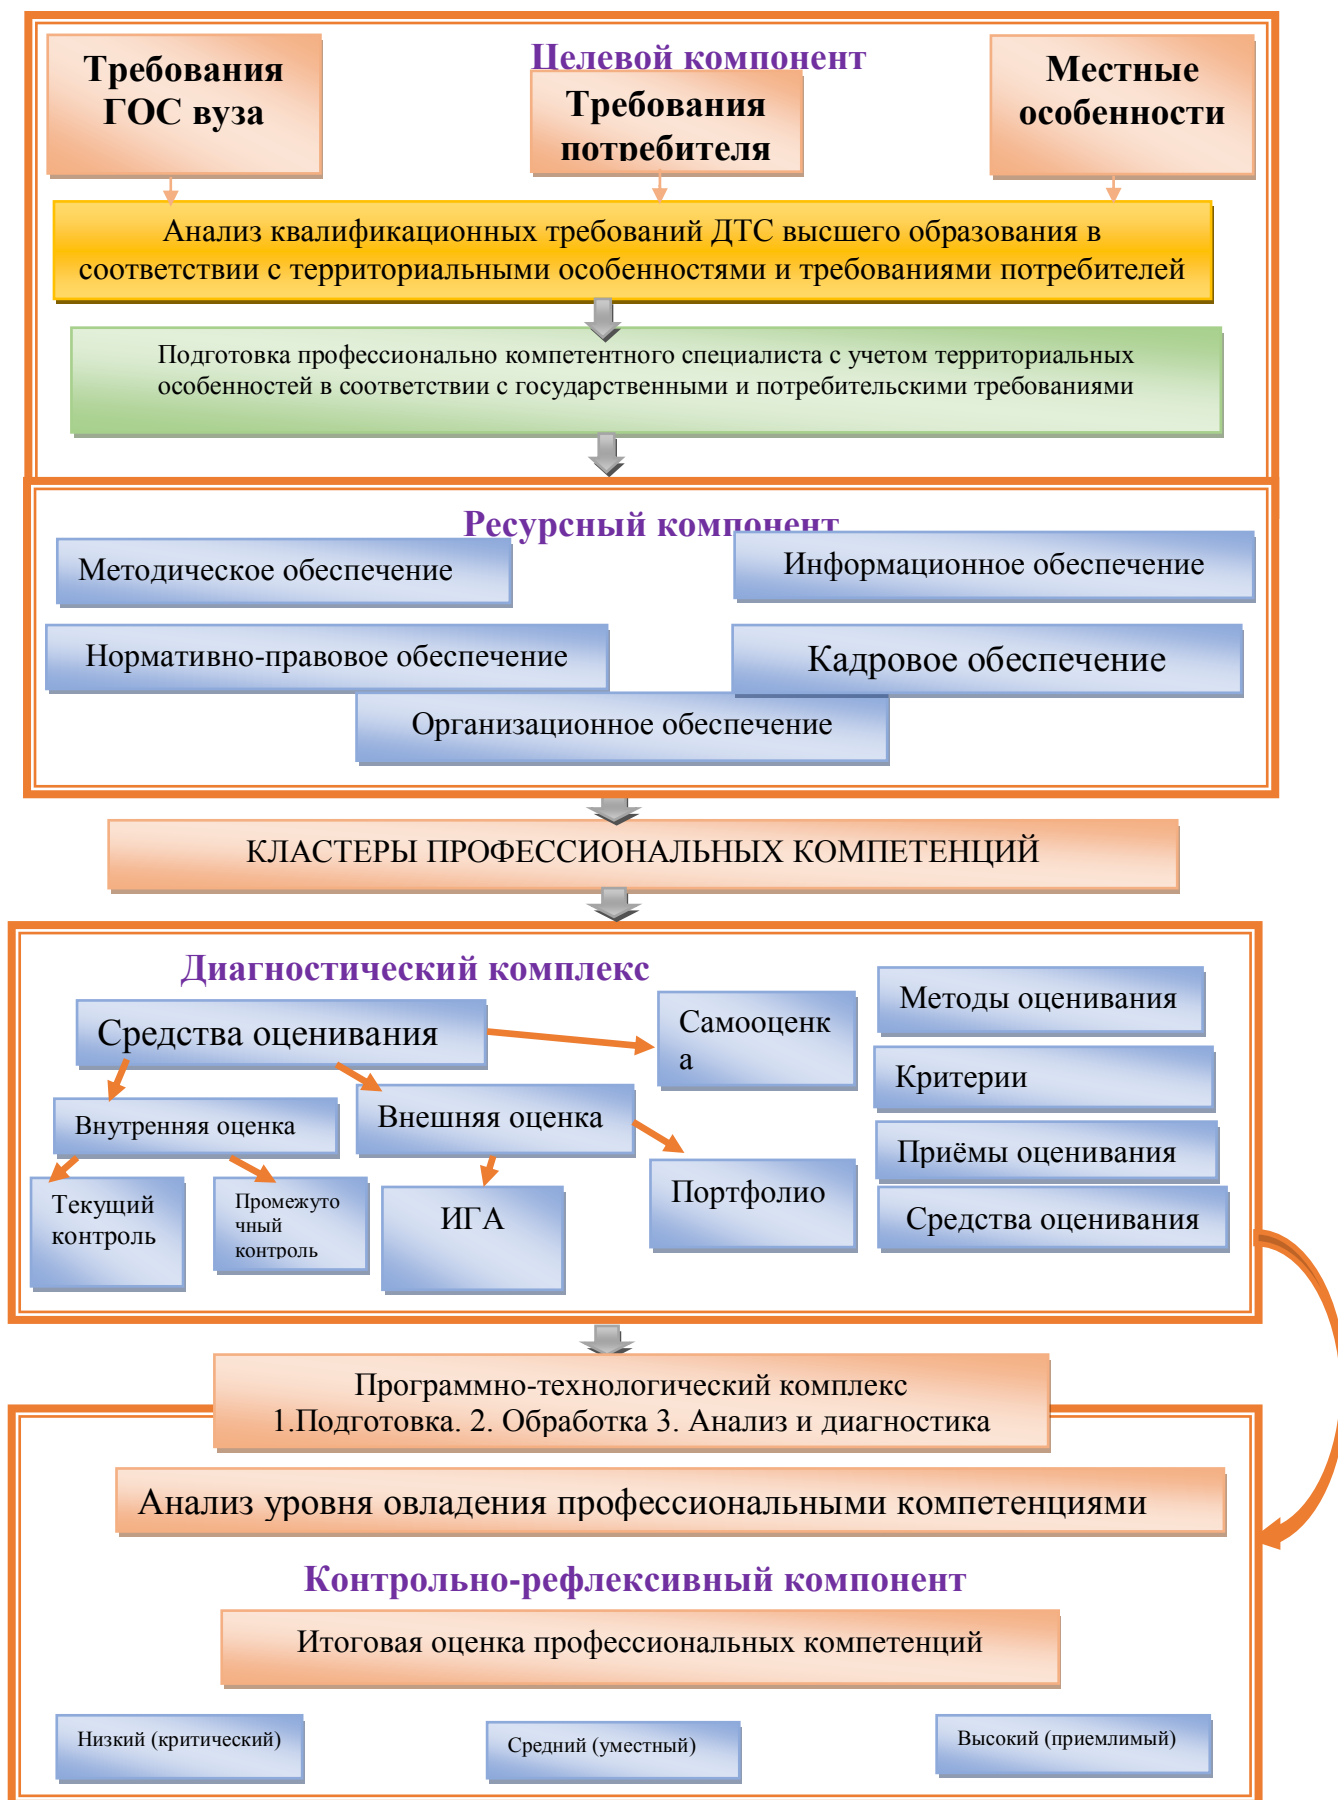 Целевой компонент
Требования
ГОС вуза
Требования
потребителя
Местные
особенности
Анализ квалификационных требований ДТС высшего образования в
соответствии с территориальными особенностями и требованиями потребителей
Подготовка профессионально компетентного специалиста с учетом территориальных
особенностей в соответствии с государственными и потребительскими требованиями
Ресурсный компонент
Методическое обеспечение
Информационное обеспечение
Нормативно-правовое обеспечение
Кадровое обеспечение
Организационное обеспечение
КЛАСТЕРЫ ПРОФЕССИОНАЛЬНЫХ КОМПЕТЕНЦИЙ
Диагностический комплекс
Средства оценивания
Самооценк
а
Внутренняя оценка
Внешняя оценка
Текущий
контроль
Промежуто
чный
контроль
ИГА
Портфолио
Методы оценивания
Критерии
Приёмы оценивания
Средства оценивания
Программно-технологический комплекс
1.Подготовка. 2. Обработка 3. Анализ и диагностика
Анализ уровня овладения профессиональными компетенциями
Контрольно-рефлексивный компонент
Итоговая оценка профессиональных компетенций
Низкий (критический)
Средний (уместный)
Высокий (приемлимый)